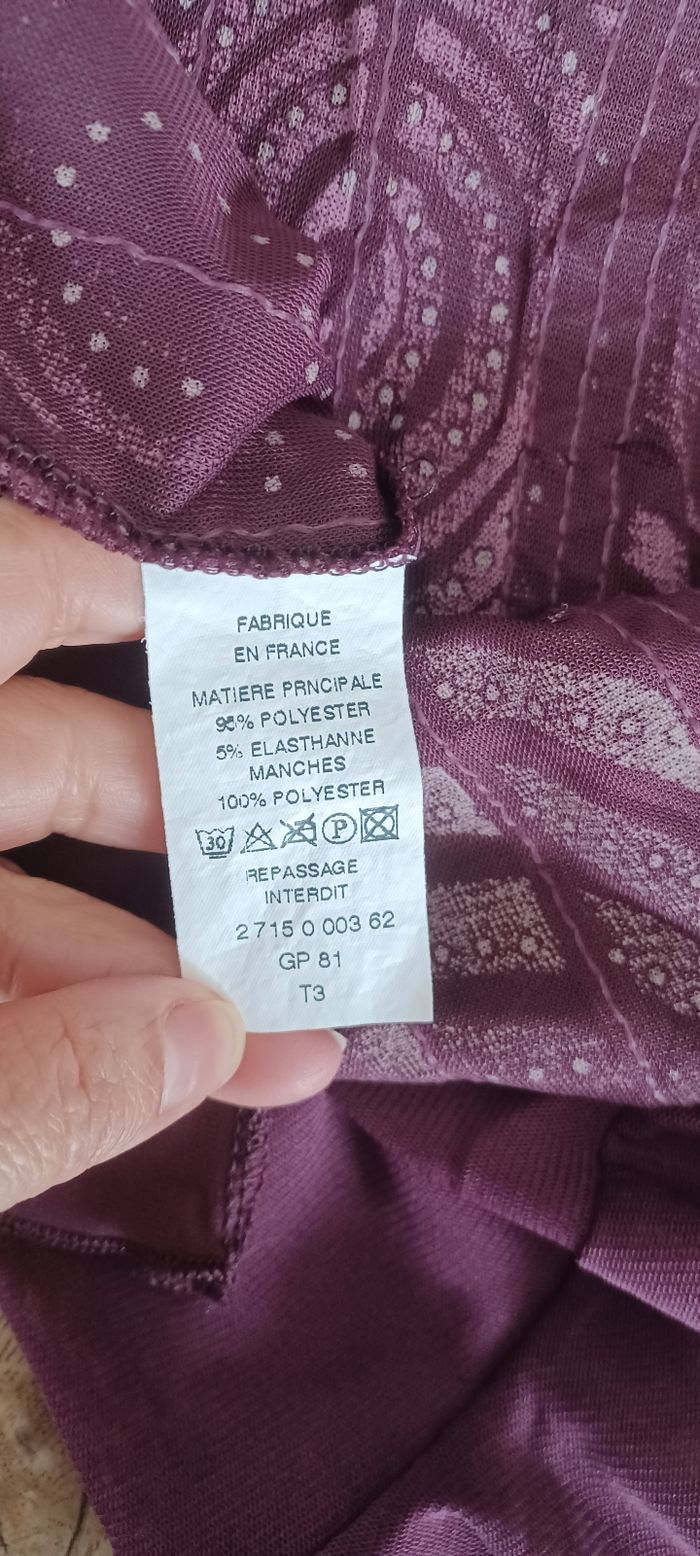 FABRIQUE
EN FRANCE
MATIERE PRNCIPALE
95% POLYESTER
5% ELASTHANNE
MANCHES
100% POLYESTER
30 P
REPASSAGE
INTERDIT
2 715 0 003 62
GP 81
T3